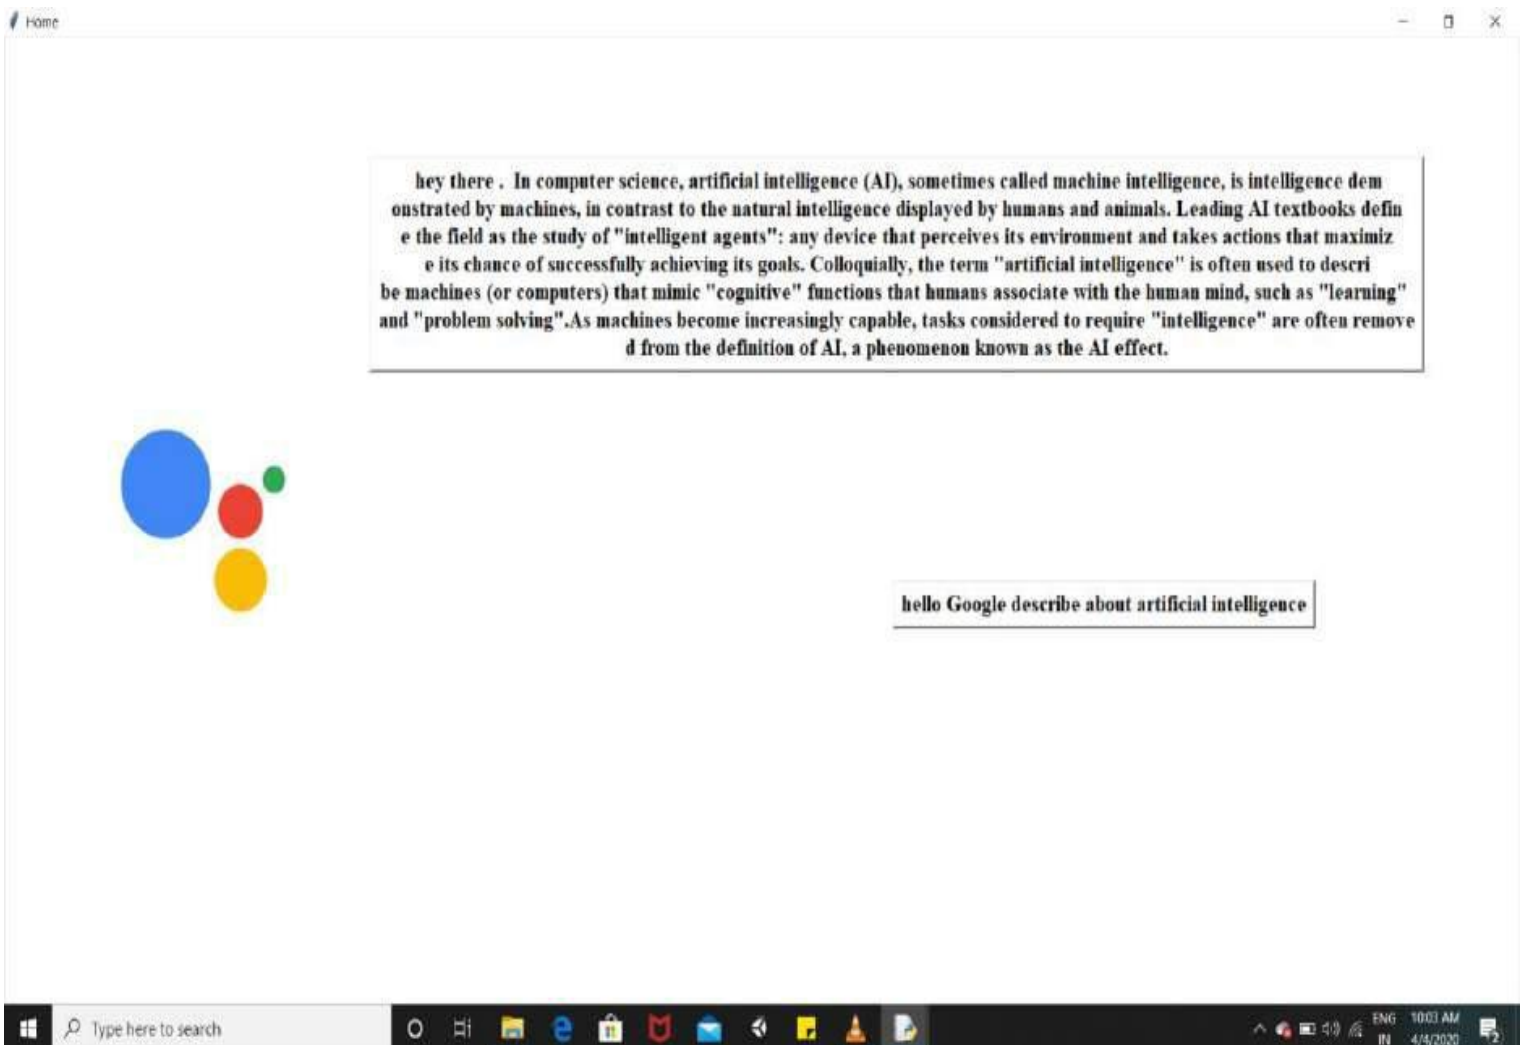 Home
hey there .  In computer science, artificial intelligence (AI), sometimes called machine intelligence, is intelligence dem
onstrated by machines, in contrast to the natural intelligence displayed by humans and animals. Leading AI textbooks defin
e the field as the study of "intelligent agents": any device that perceives its environment and takes actions that maximiz
e its chance of successfully achieving its goals. Colloquially, the term "artificial intelligence" is often used to descri
be machines (or computers) that mimic "cognitive" functions that humans associate with the human mind, such as "learning"
and "problem solving".As machines become increasingly capable, tasks considered to require "intelligence" are often remove
d from the definition of AI, a phenomenon known as the AI effect.
hello Google describe about artificial intelligence
Type here to search
ENG
IN
10:03 AM
4/4/2020
2